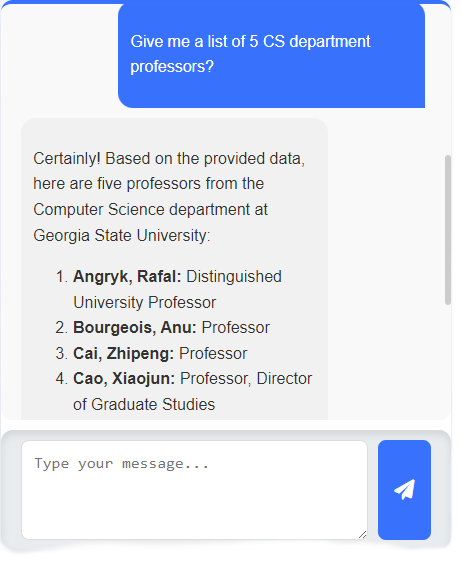 Give me a list of 5 CS department
professors?
Certainly! Based on the provided data,
here are five professors from the
Computer Science department at
Georgia State University:
1. Angryk, Rafal: Distinguished
University Professor
2. Bourgeois, Anu: Professor
3. Cai, Zhipeng: Professor
4. Cao, Xiaojun: Professor, Director
of Graduate Studies
Type your message...